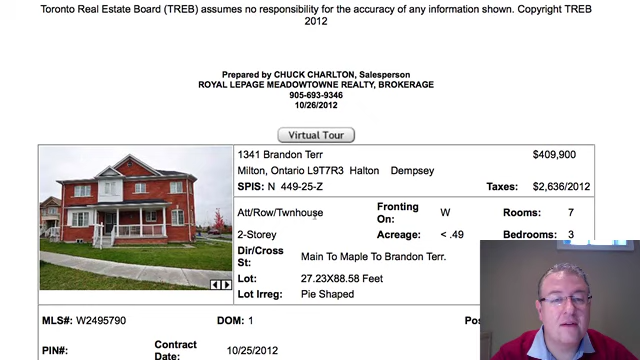 Toronto Real Estate Board (TREB) assumes no responsibility for the accuracy of any information shown. Copyright TREB
2012
Prepared by CHUCK CHARLTON, Salesperson
ROYAL LEPAGE MEADOWTOWNE REALTY, BROKERAGE
905-693-9346
10/26/2012
Virtual Tour
1341 Brandon Terr $409,900
Milton, Ontario L9T7R3 Halton Dempsey
SPIS: N 449-25-Z Taxes: $2,636/2012
Att/Row/Twnhouse Fronting On: W Rooms: 7
2-Storey Acreage: < .49 Bedrooms: 3
Dir/Cross St: Main To Maple To Brandon Terr.
Lot: 27.23X88.58 Feet
Lot Irreg: Pie Shaped
MLS#: W2495790 DOM: 1
PIN#: Contract Date: 10/25/2012